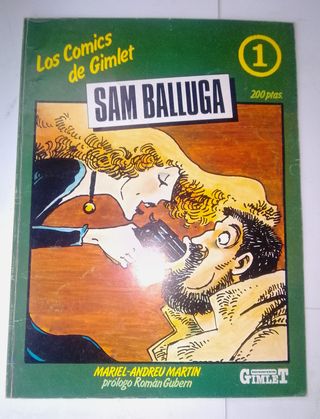 Los Comics
de Gimlet
1
200 ptas.
SAM BALLUGA
MARIEL-ANDREU MARTIN
prólogo Román Gubern
GIMLET